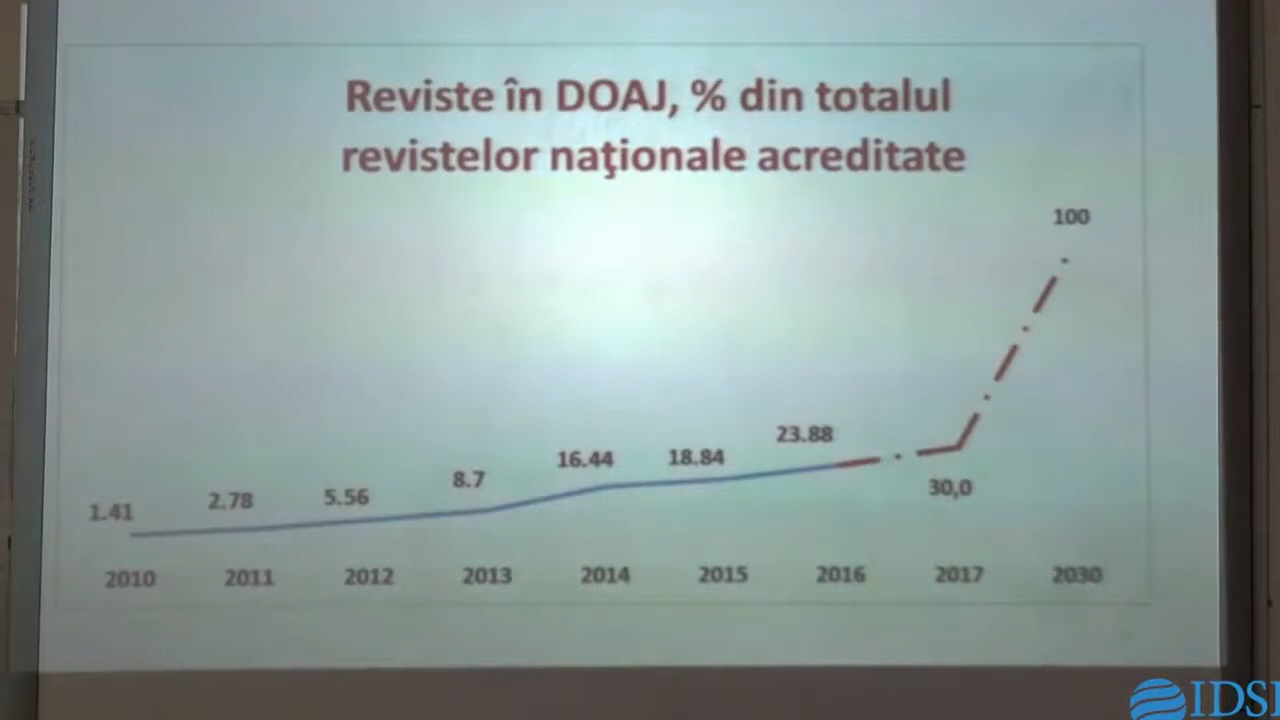 Reviste în DOAJ, % din totalul
revistelor naţionale acreditate
100
23.88
16.44
18.84
8.7
30,0
5.56
2.78
1.41
2010 2011 2012 2013 2014 2015 2016 2017 2030
IDSI